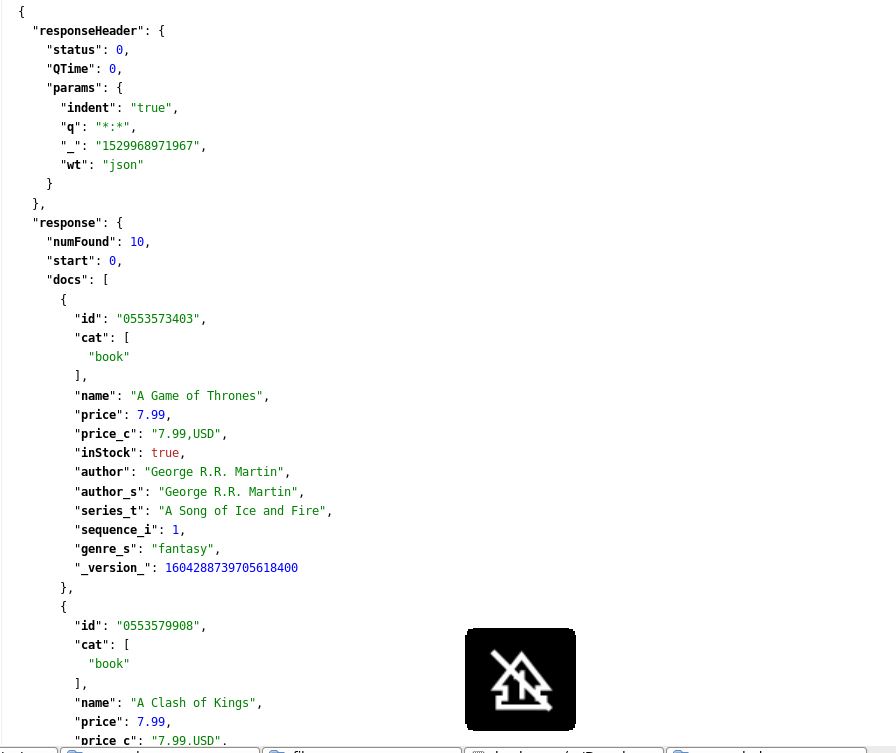 {
"responseHeader": {
"status": 0,
"QTime": 0,
"params": {
"indent": "true",
"q": "*:*",
"_": "1529968971967",
"wt": "json"
}
},
"response": {
"numFound": 10,
"start": 0,
"docs": [
{
"id": "0553573403",
"cat": [
"book"
],
"name": "A Game of Thrones",
"price": 7.99,
"price_c": "7.99,USD",
"inStock": true,
"author": "George R.R. Martin",
"author_s": "George R.R. Martin",
"series_t": "A Song of Ice and Fire",
"sequence_i": 1,
"genre_s": "fantasy",
"_version_": 1604288739705618400
},
{
"id": "0553579908",
"cat": [
"book"
],
"name": "A Clash of Kings",
"price": 7.99,
"price_c": "7.99,USD",